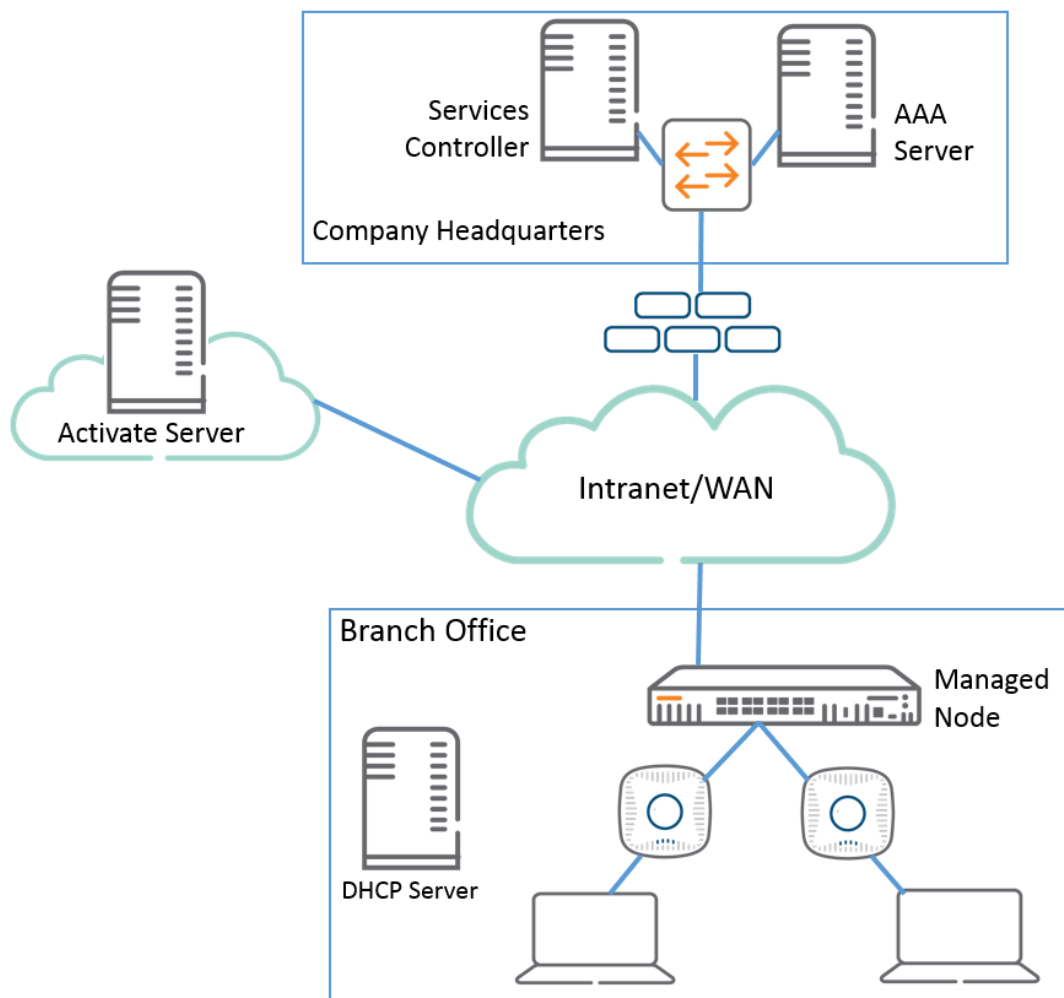 Services
Controller
AAA
Server
Company Headquarters
Activate Server
Intranet/WAN
Branch Office
Managed
Node
DHCP Server